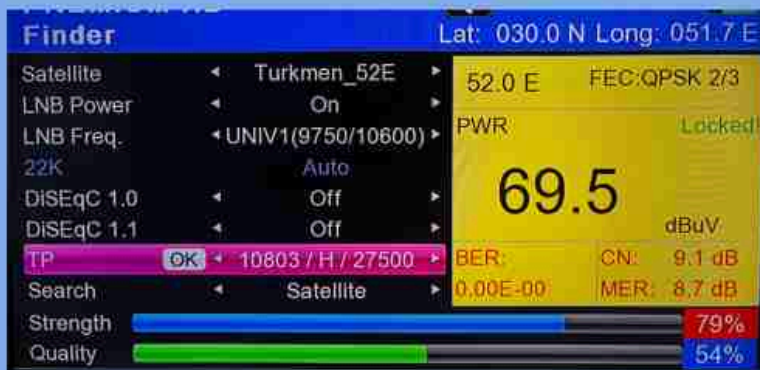 Finder
Lat: 030.0 N Long: 051.7 E
Satellite Turkmen_52E
LNB Power On
LNB Freq. UNIV1(9750/10600)
22K Auto
DiSEqC 1.0 Off
DiSEqC 1.1 Off
TP OK 10803 / H / 27500
Search Satellite
52.0 E FEC:QPSK 2/3
PWR Locked!
69.5
dBuV
BER: CN: 9.1 dB
0.00E-00 MER: 8.7 dB
Strength 79%
Quality 54%